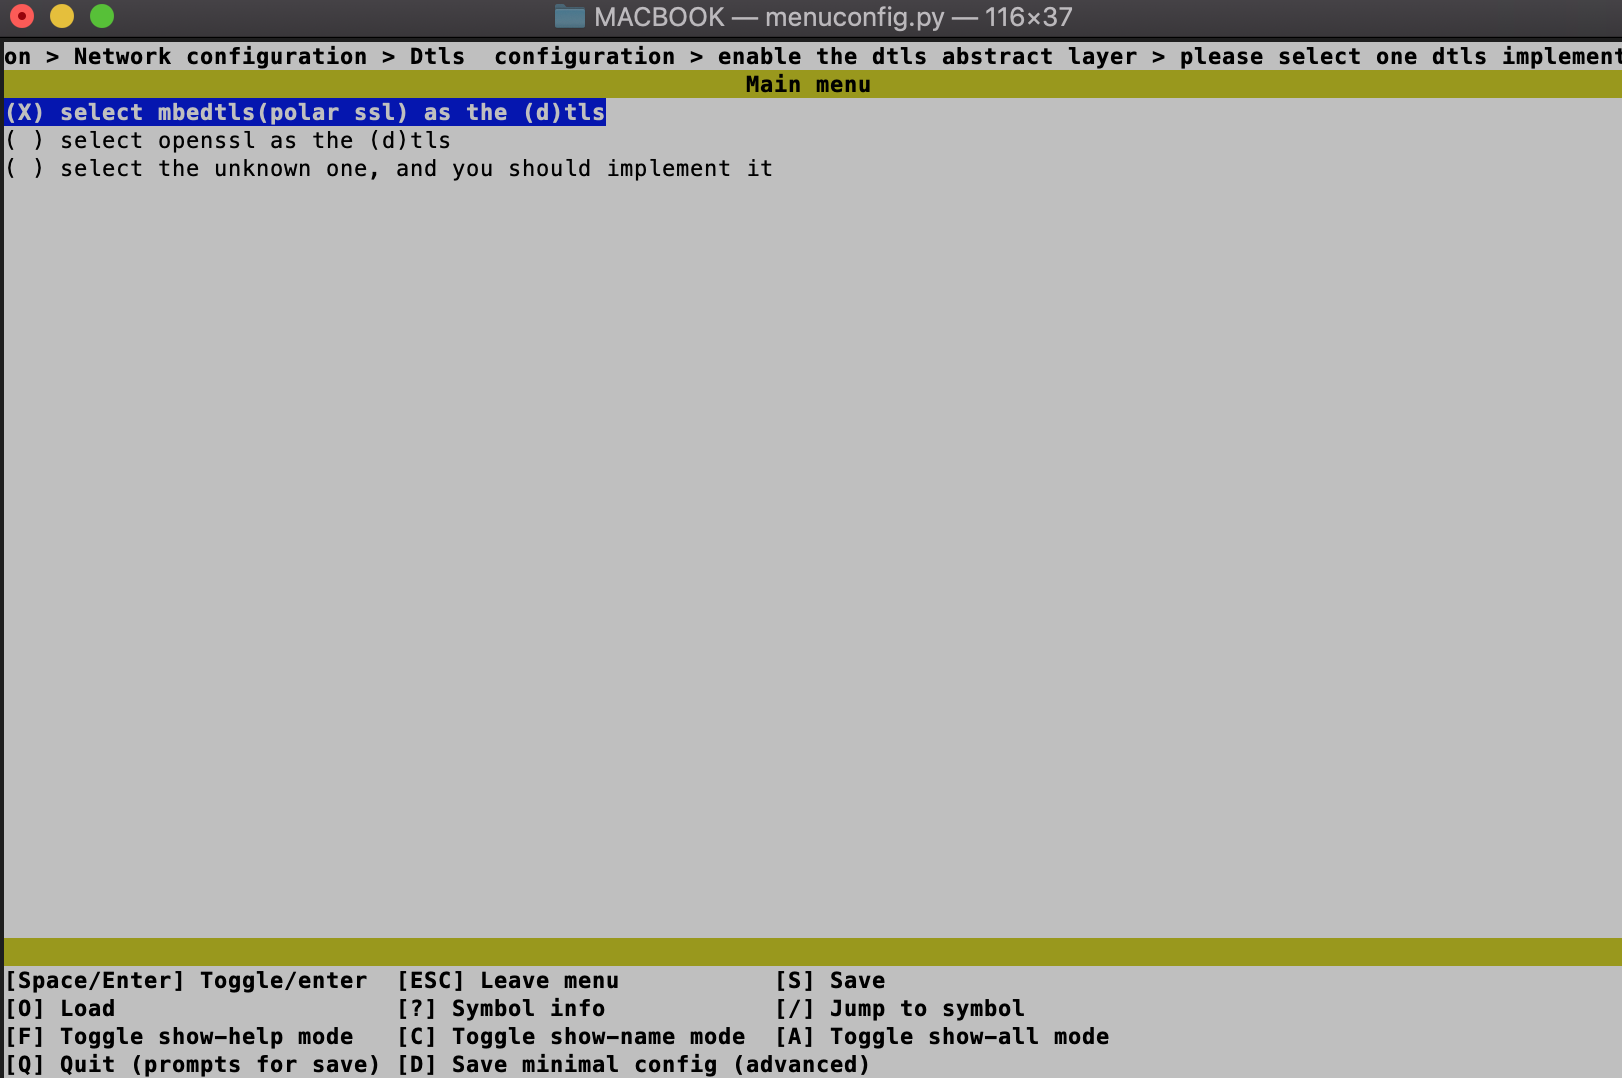 MACBOOK — menuconfig.py — 116×37
on > Network configuration > Dtls  configuration > enable the dtls abstract layer > please select one dtls implement
Main menu
(X) select mbedtls(polar ssl) as the (d)tls
( ) select openssl as the (d)tls
( ) select the unknown one, and you should implement it
[Space/Enter] Toggle/enter  [ESC] Leave menu           [S] Save
[O] Load                    [?] Symbol info            [/] Jump to symbol
[F] Toggle show-help mode   [C] Toggle show-name mode  [A] Toggle show-all mode
[Q] Quit (prompts for save) [D] Save minimal config (advanced)